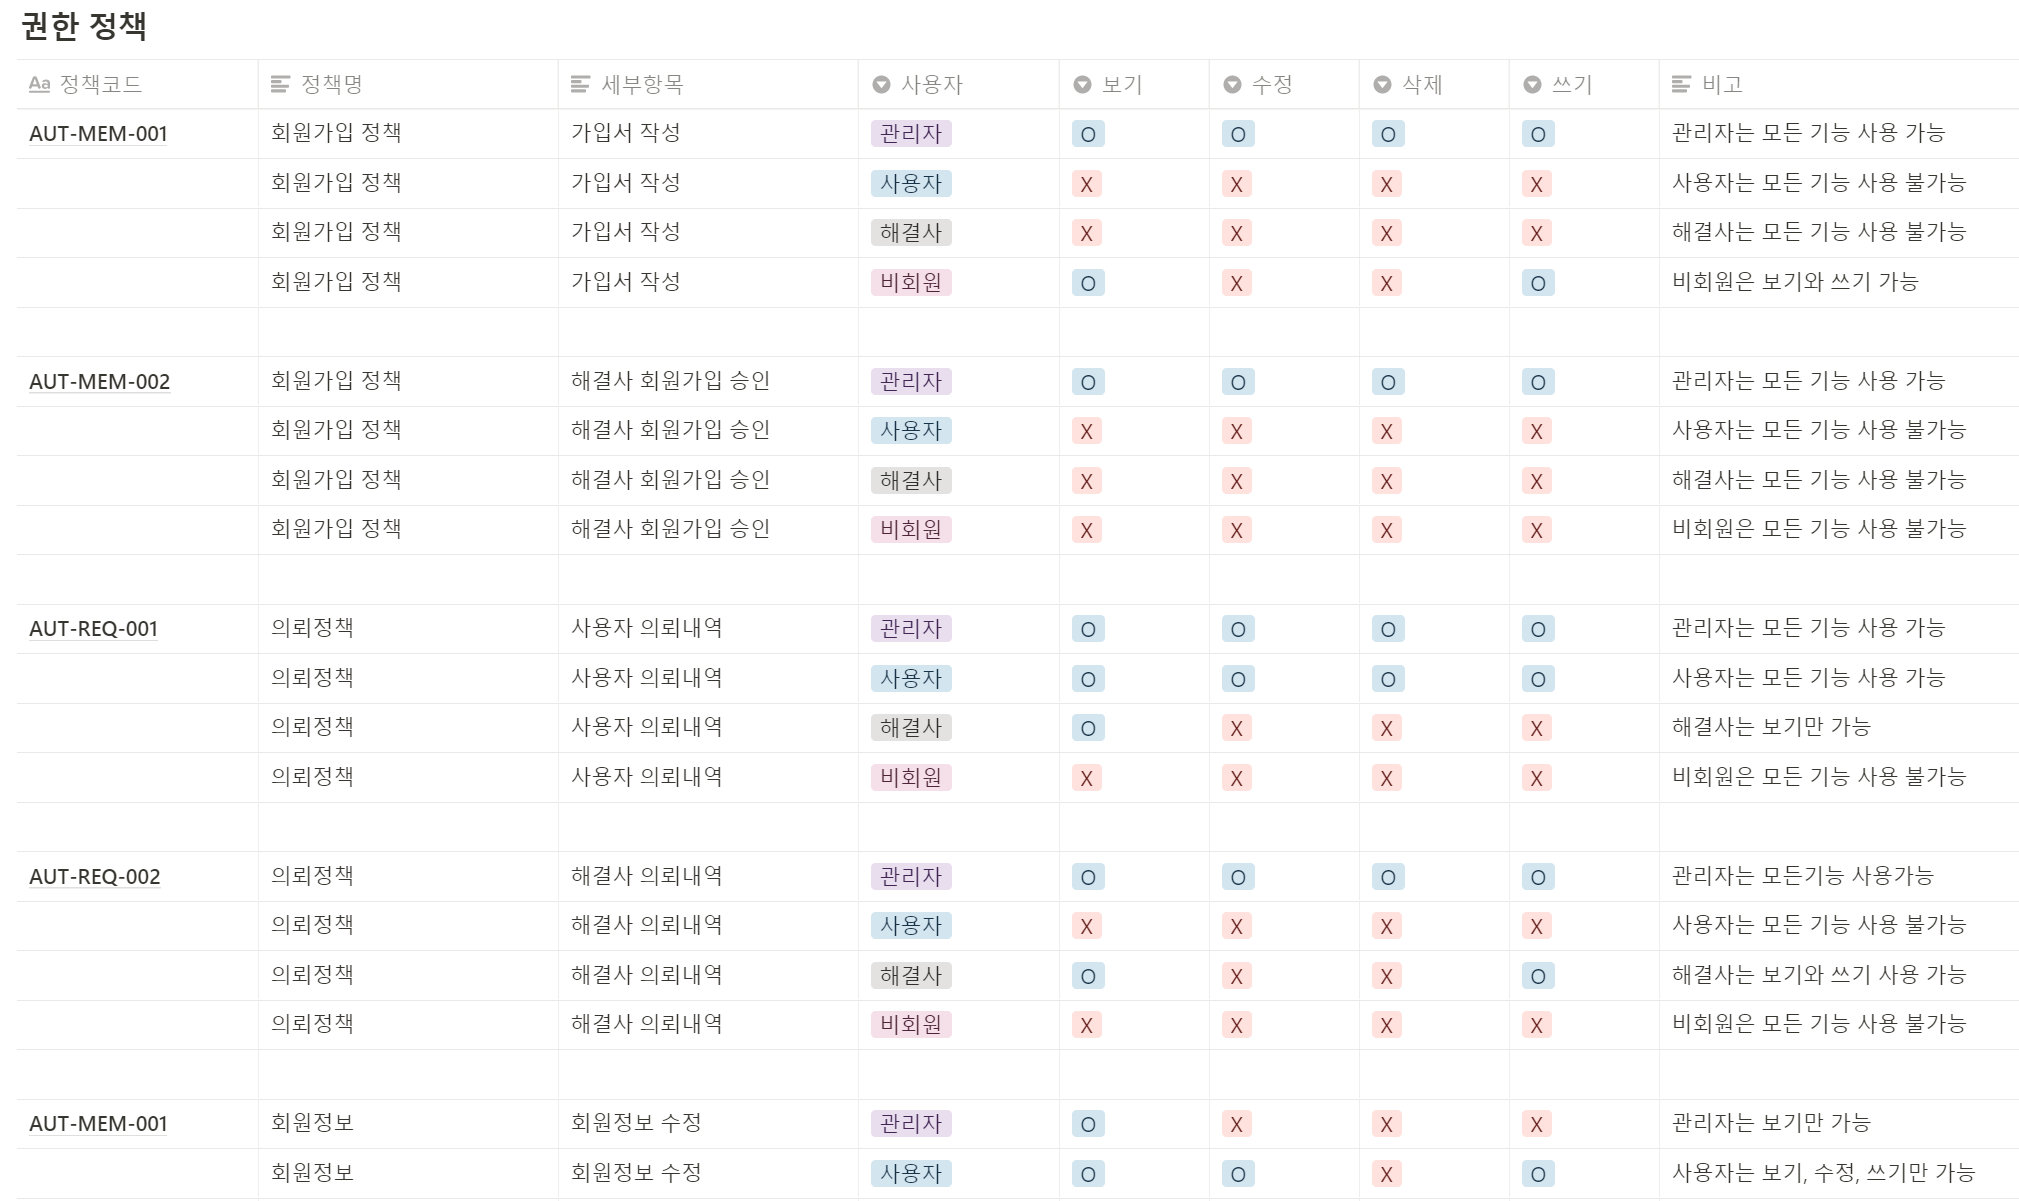 권한 정책
Aa 정책코드 정책명 세부항목 사용자 보기 수정 삭제 쓰기 비고
AUT-MEM-001 회원가입 정책 가입서 작성 관리자 O O O O 관리자는 모든 기능 사용 가능
회원가입 정책 가입서 작성 사용자 X X X X 사용자는 모든 기능 사용 불가능
회원가입 정책 가입서 작성 해결사 X X X X 해결사는 모든 기능 사용 불가능
회원가입 정책 가입서 작성 비회원 O X X O 비회원은 보기와 쓰기 가능
AUT-MEM-002 회원가입 정책 해결사 회원가입 승인 관리자 O O O O 관리자는 모든 기능 사용 가능
회원가입 정책 해결사 회원가입 승인 사용자 X X X X 사용자는 모든 기능 사용 불가능
회원가입 정책 해결사 회원가입 승인 해결사 X X X X 해결사는 모든 기능 사용 불가능
회원가입 정책 해결사 회원가입 승인 비회원 X X X X 비회원은 모든 기능 사용 불가능
AUT-REQ-001 의뢰정책 사용자 의뢰내역 관리자 O O O O 관리자는 모든 기능 사용 가능
의뢰정책 사용자 의뢰내역 사용자 O O O O 사용자는 모든 기능 사용 가능
의뢰정책 사용자 의뢰내역 해결사 O X X X 해결사는 보기만 가능
의뢰정책 사용자 의뢰내역 비회원 X X X X 비회원은 모든 기능 사용 불가능
AUT-REQ-002 의뢰정책 해결사 의뢰내역 관리자 O O O O 관리자는 모든기능 사용가능
의뢰정책 해결사 의뢰내역 사용자 X X X X 사용자는 모든 기능 사용 불가능
의뢰정책 해결사 의뢰내역 해결사 O X X O 해결사는 보기와 쓰기 사용 가능
의뢰정책 해결사 의뢰내역 비회원 X X X X 비회원은 모든 기능 사용 불가능
AUT-MEM-001 회원정보 회원정보 수정 관리자 O X X X 관리자는 보기만 가능
회원정보 회원정보 수정 사용자 O O X O 사용자는 보기, 수정, 쓰기만 가능